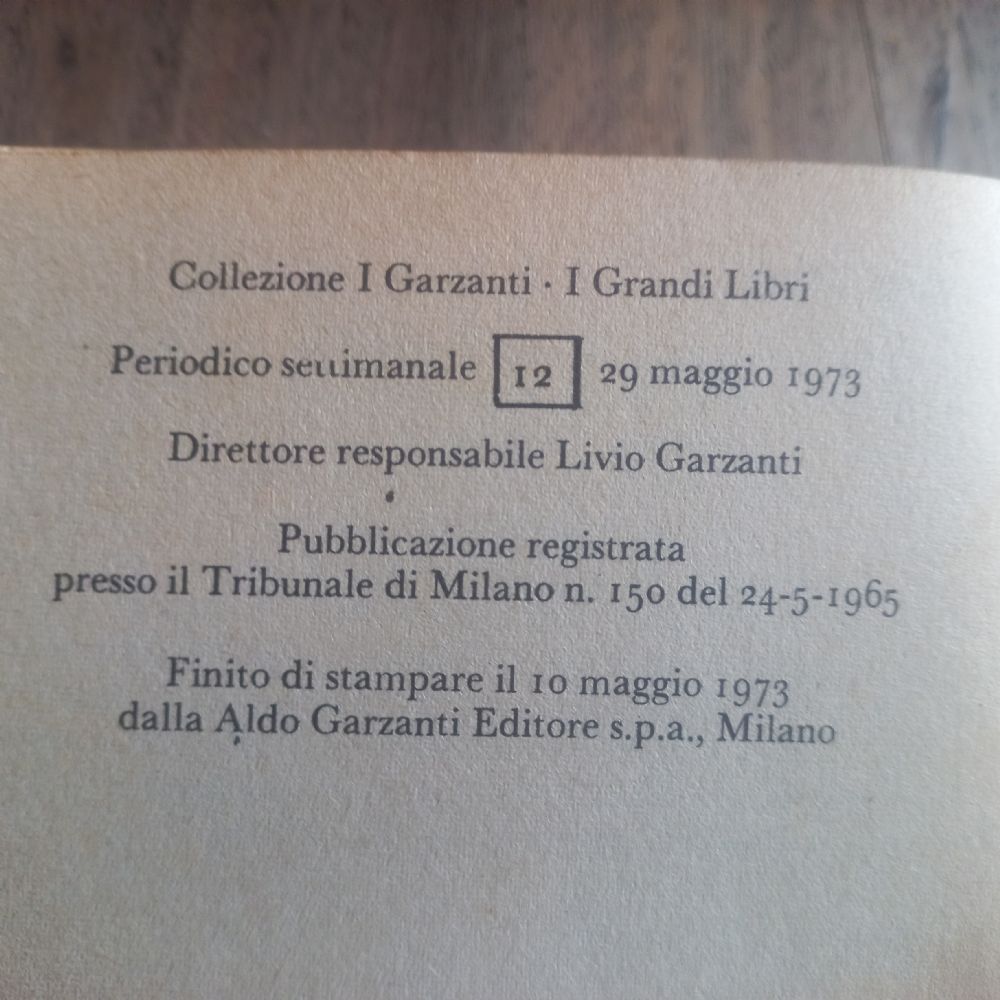 Collezione I Garzanti · I Grandi Libri
Periodico settimanale 12 29 maggio 1973
Direttore responsabile Livio Garzanti
Pubblicazione registrata
presso il Tribunale di Milano n. 150 del 24-5-1965
Finito di stampare il 10 maggio 1973
dalla Aldo Garzanti Editore s.p.a., Milano